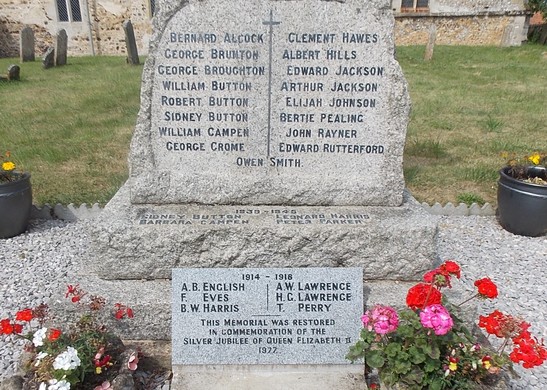 BERNARD ALCOCK CLEMENT HAWES
GEORGE BRUNTON ALBERT HILLS
GEORGE BROUGHTON EDWARD JACKSON
WILLIAM BUTTON ARTHUR JACKSON
ROBERT BUTTON ELIJAH JOHNSON
SIDNEY BUTTON BERTIE PEALING
WILLIAM CAMPEN JOHN RAYNER
GEORGE CROME EDWARD RUTTERFORD
OWEN SMITH.
1939-1945
SIDNEY BUTTON LEONARD HARRIS
BARBARA CAMPEN PETER PARKER
1914 - 1918
A.B. ENGLISH A.W. LAWRENCE
F. EVES H.G. LAWRENCE
B.W. HARRIS T. PERRY
THIS MEMORIAL WAS RESTORED
IN COMMEMORATION OF THE
SILVER JUBILEE OF QUEEN ELIZABETH II
1977.